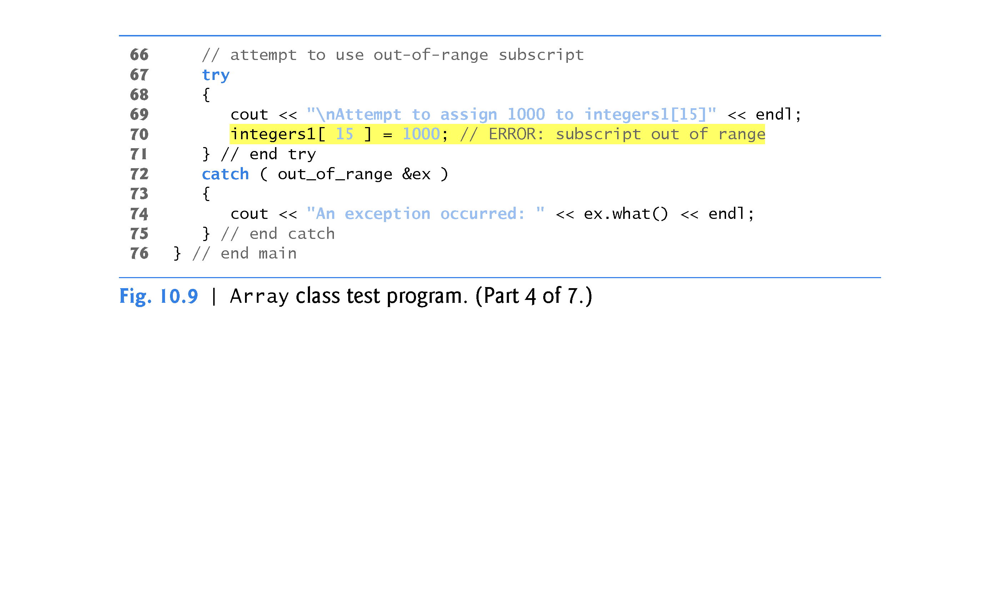 66 // attempt to use out-of-range subscript
67 try
68 {
69 cout << "\nAttempt to assign 1000 to integers1[15]" << endl;
70 integers1[ 15 ] = 1000; // ERROR: subscript out of range
71 } // end try
72 catch ( out_of_range &ex )
73 {
74 cout << "An exception occurred: " << ex.what() << endl;
75 } // end catch
76 } // end main
Fig. 10.9 | Array class test program. (Part 4 of 7.)